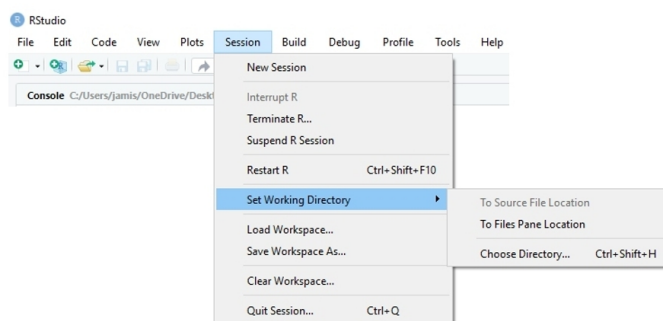 RStudio
File Edit Code View Plots Session Build Debug Profile Tools Help
New Session
Console C:/Users/jamis/OneDrive/Deskt
Interrupt R
Terminate R...
Suspend R Session
Restart R Ctrl+Shift+F10
Set Working Directory
To Source File Location
To Files Pane Location
Load Workspace...
Save Workspace As...
Choose Directory... Ctrl+Shift+H
Clear Workspace...
Quit Session... Ctrl+Q